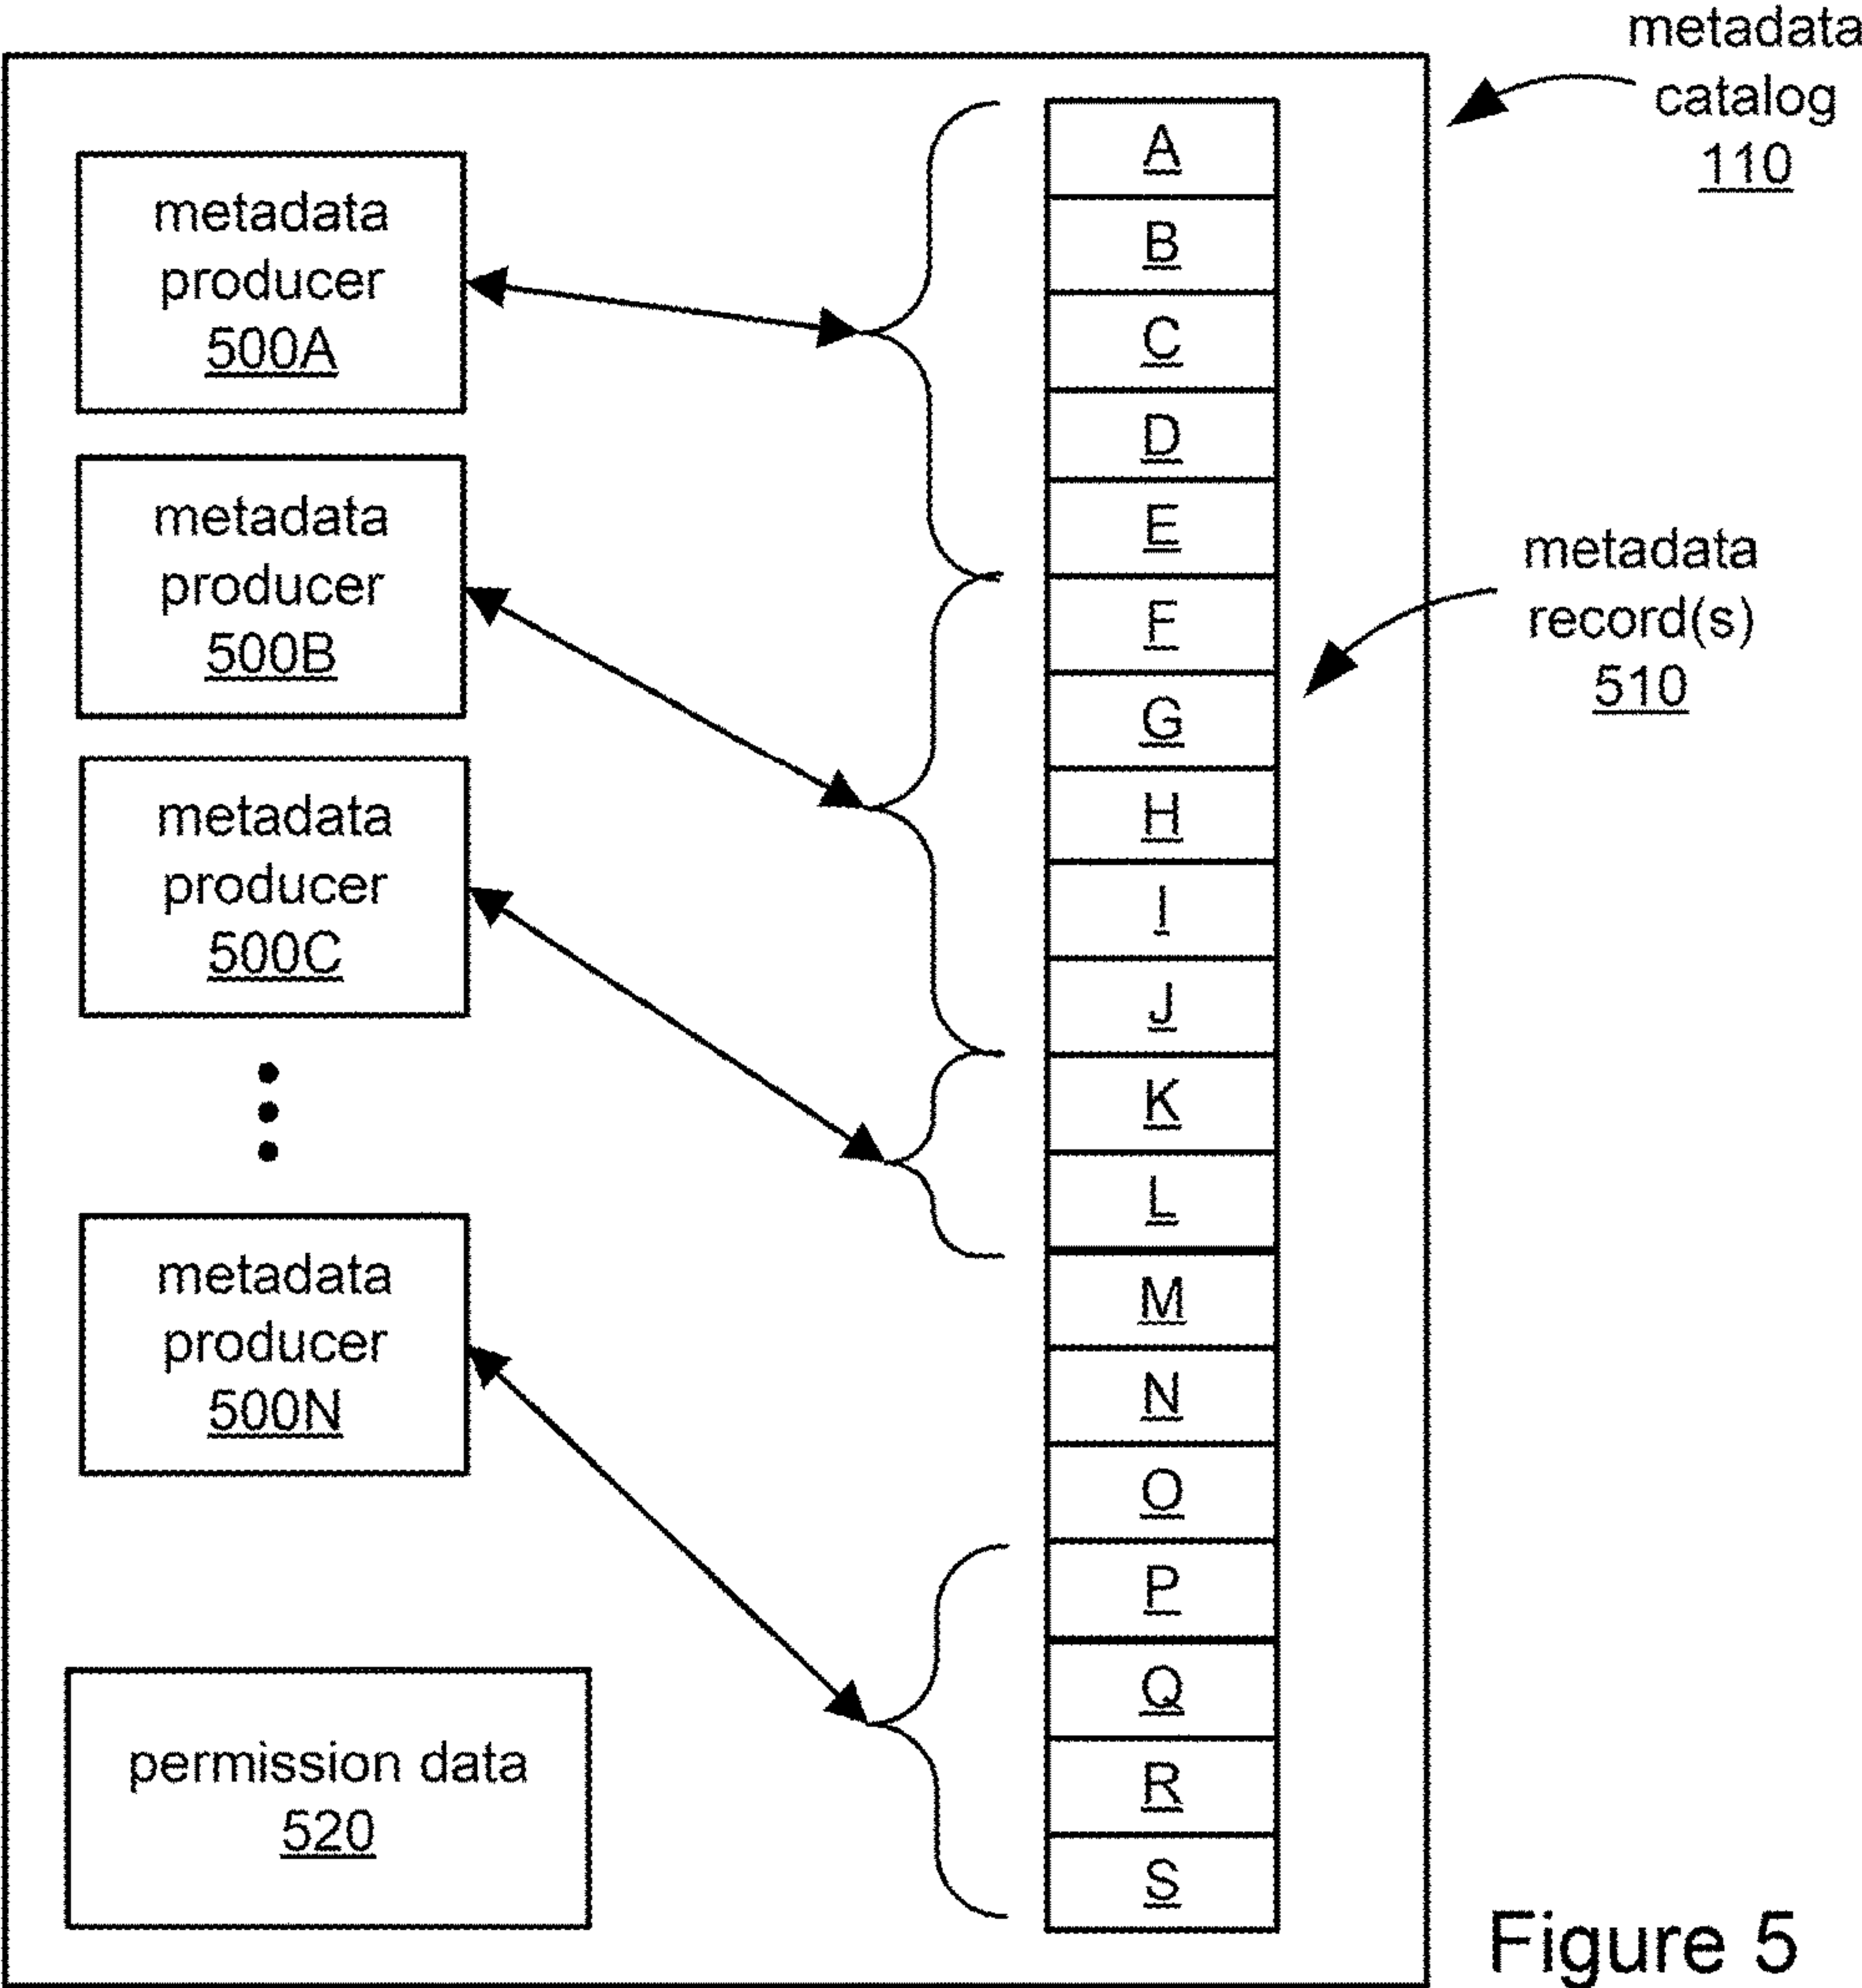 metadata
catalog
110
metadata
producer
500A
metadata
producer
500B
metadata
producer
500C
metadata
producer
500N
permission data
520
A
B
C
D
E
F
G
H
I
J
K
L
M
N
O
P
Q
R
S
metadata
record(s)
510
Figure 5